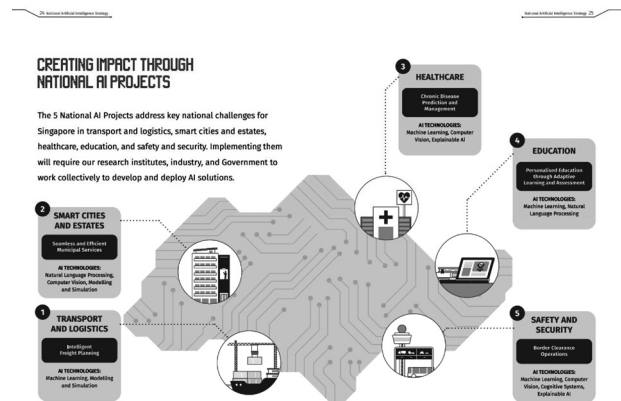 24 National Artificial Intelligence Strategy
National Artificial Intelligence Strategy 25
CREATING IMPACT THROUGH
NATIONAL AI PROJECTS
The 5 National AI Projects address key national challenges for
Singapore in transport and logistics, smart cities and estates,
healthcare, education, and safety and security. Implementing them
will require our research institutes, industry, and Government to
work collectively to develop and deploy AI solutions.
1
TRANSPORT
AND LOGISTICS
Intelligent
Freight Planning
AI TECHNOLOGIES:
Machine Learning, Modelling
and Simulation
2
SMART CITIES
AND ESTATES
Seamless and Efficient
Municipal Services
AI TECHNOLOGIES:
Natural Language Processing,
Computer Vision, Modelling
and Simulation
3
HEALTHCARE
Chronic Disease
Prediction and
Management
AI TECHNOLOGIES:
Machine Learning, Computer
Vision, Explainable AI
4
EDUCATION
Personalised Education
through Adaptive
Learning and Assessment
AI TECHNOLOGIES:
Machine Learning, Natural
Language Processing
5
SAFETY AND
SECURITY
Border Clearance
Operations
AI TECHNOLOGIES:
Machine Learning, Computer
Vision, Cognitive Systems,
Explainable AI